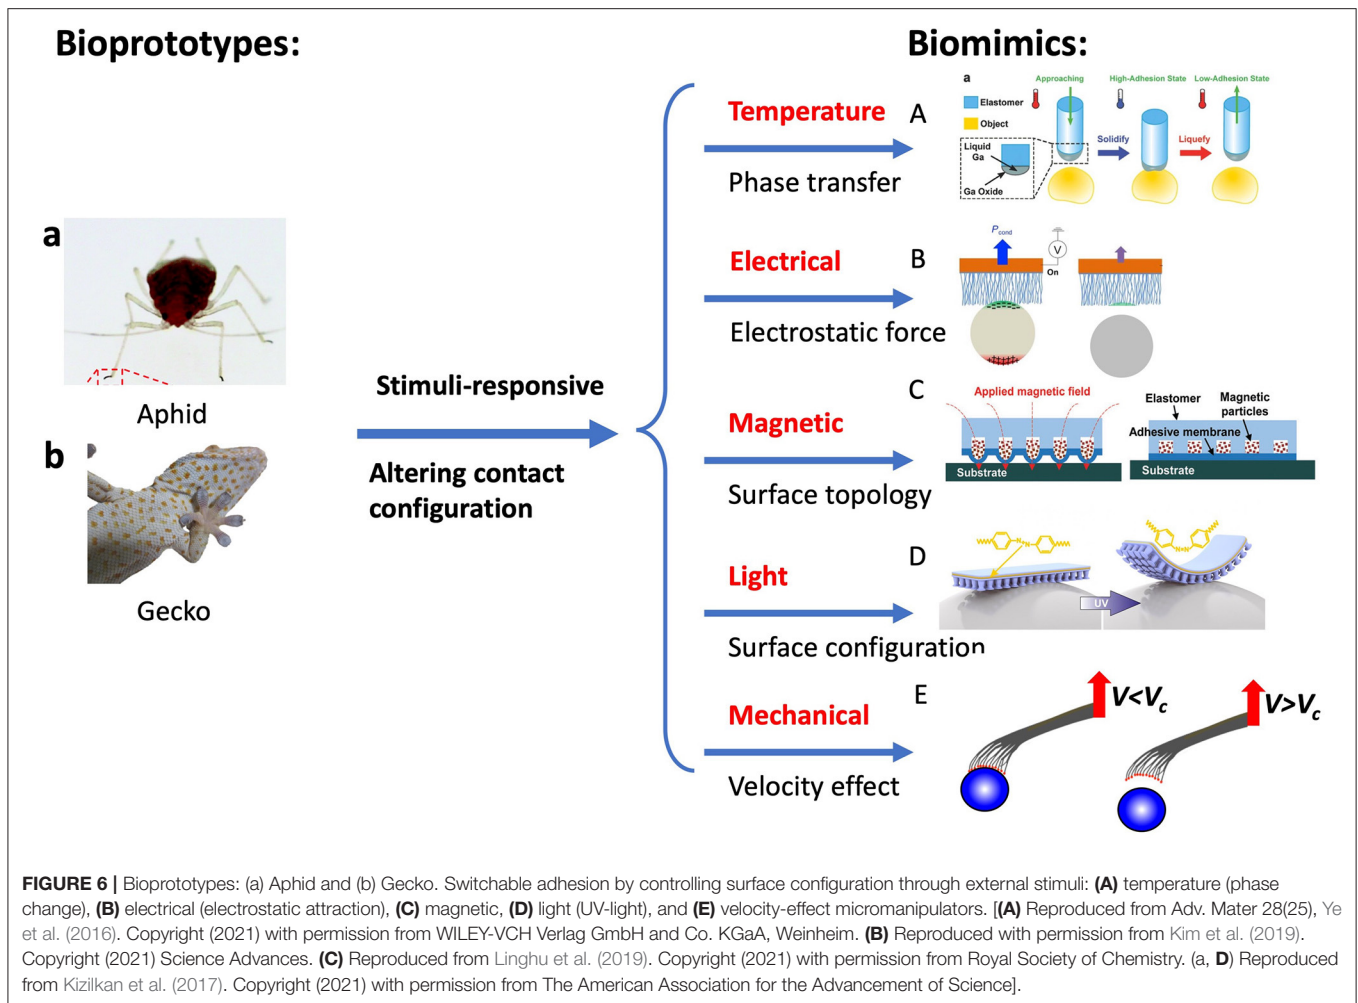 Bioprototypes:
Biomimics:
a
Aphid
b
Gecko
Stimuli-responsive
Altering contact
configuration
Temperature
Phase transfer
Electrical
Electrostatic force
Magnetic
Surface topology
Light
Surface configuration
Mechanical
Velocity effect
A
a
Approaching
High-Adhesion State
Low-Adhesion State
Elastomer
Object
Liquid
Ga
Ga Oxide
Solidify
Liquefy
B
Pcond
V
On
C
Applied magnetic field
Substrate
Elastomer
Magnetic
particles
Adhesive membrane
Substrate
D
N
N
UV
N=N
E
V<Vc
V>Vc
FIGURE 6 | Bioprototypes: (a) Aphid and (b) Gecko. Switchable adhesion by controlling surface configuration through external stimuli: (A) temperature (phase
change), (B) electrical (electrostatic attraction), (C) magnetic, (D) light (UV-light), and (E) velocity-effect micromanipulators. [(A) Reproduced from Adv. Mater 28(25), Ye
et al. (2016). Copyright (2021) with permission from WILEY-VCH Verlag GmbH and Co. KGaA, Weinheim. (B) Reproduced with permission from Kim et al. (2019).
Copyright (2021) Science Advances. (C) Reproduced from Linghu et al. (2019). Copyright (2021) with permission from Royal Society of Chemistry. (a, D) Reproduced
from Kizilkan et al. (2017). Copyright (2021) with permission from The American Association for the Advancement of Science].